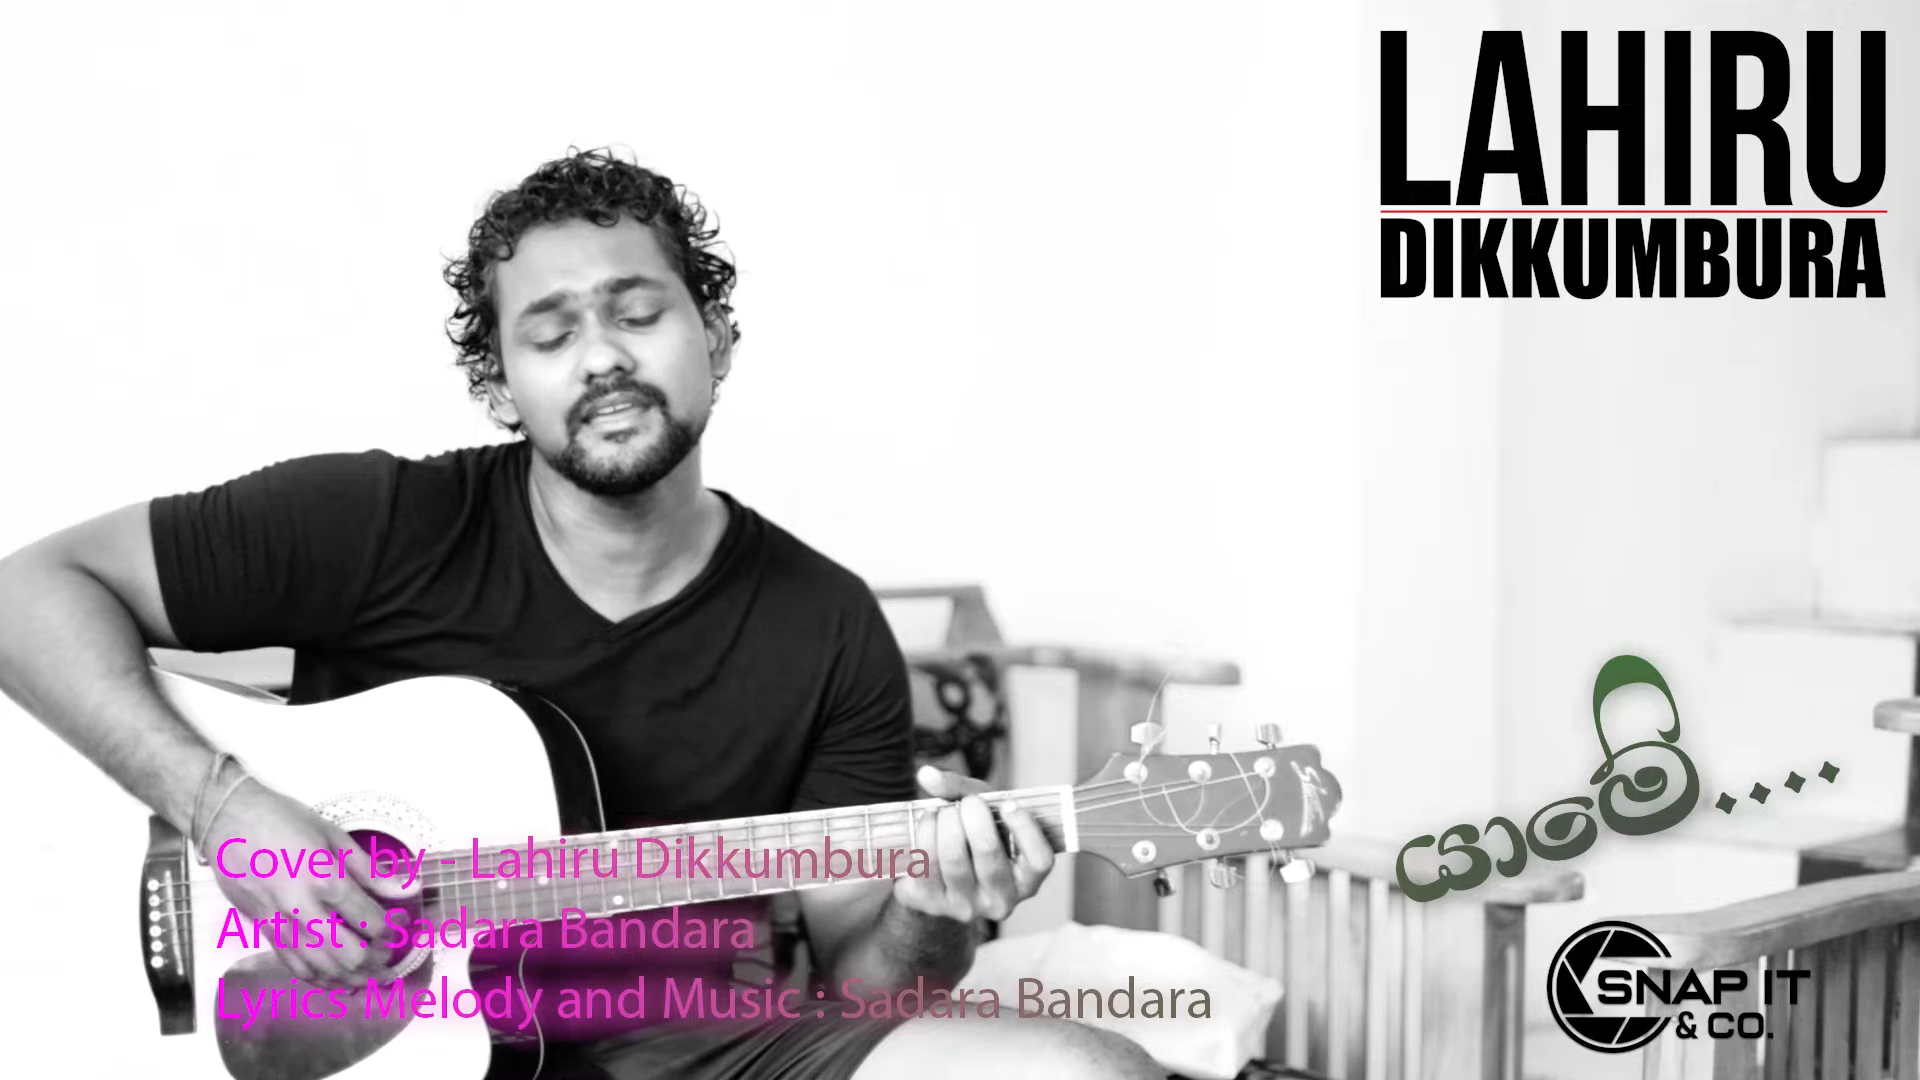 LAHIRU
DIKKUMBURA
යාමේ....
Cover by - Lahiru Dikkumbura
Artist : Sadara Bandara
Lyrics Melody and Music : Sadara Bandara
SNAP IT
& CO.